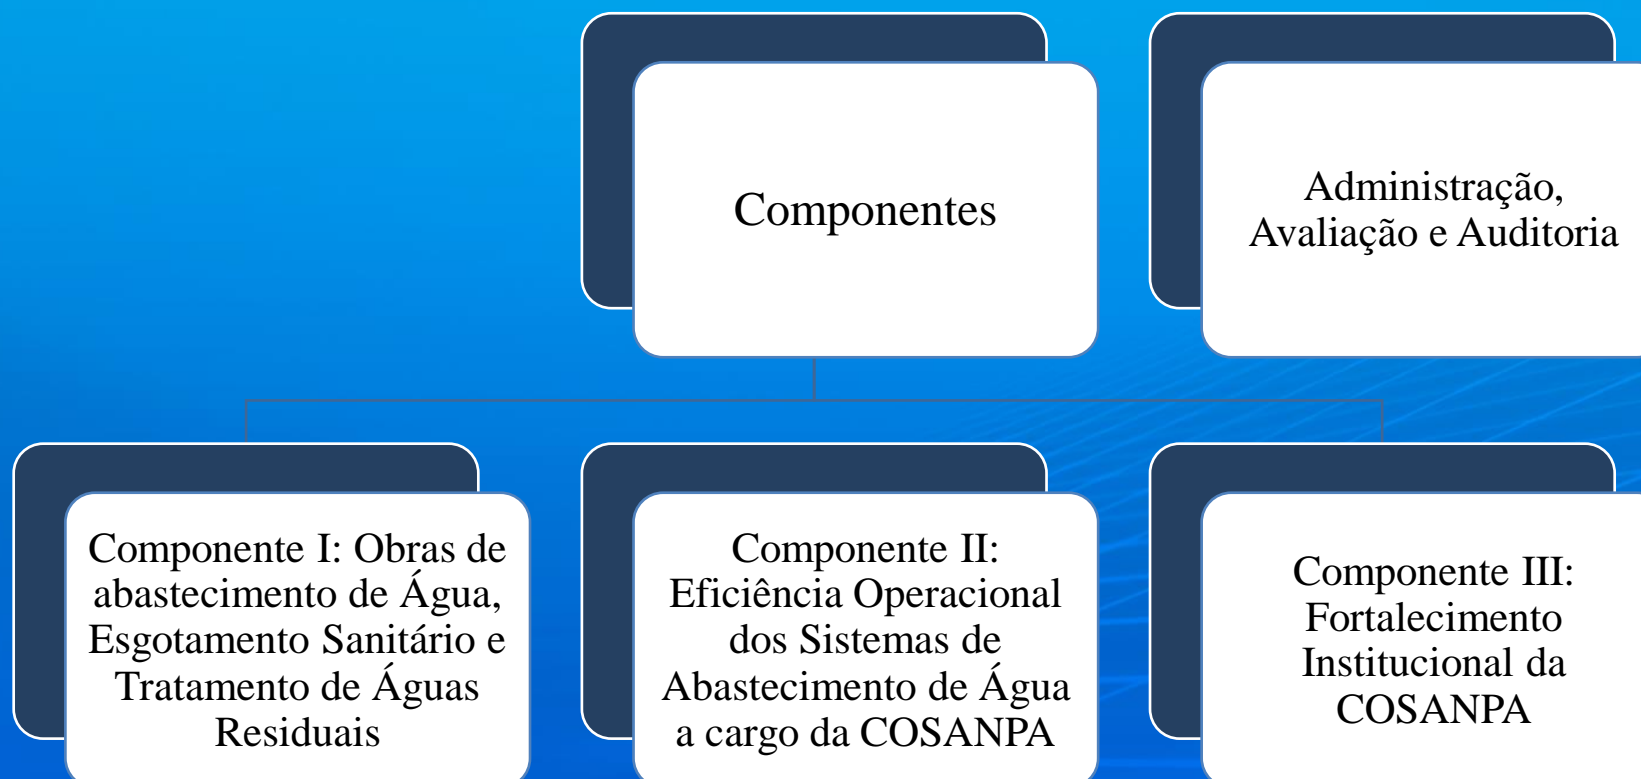 Componentes
Administração,
Avaliação e Auditoria
Componente I: Obras de
abastecimento de Água,
Esgotamento Sanitário e
Tratamento de Águas
Residuais
Componente II:
Eficiência Operacional
dos Sistemas de
Abastecimento de Água
a cargo da COSANPA
Componente III:
Fortalecimento
Institucional da
COSANPA